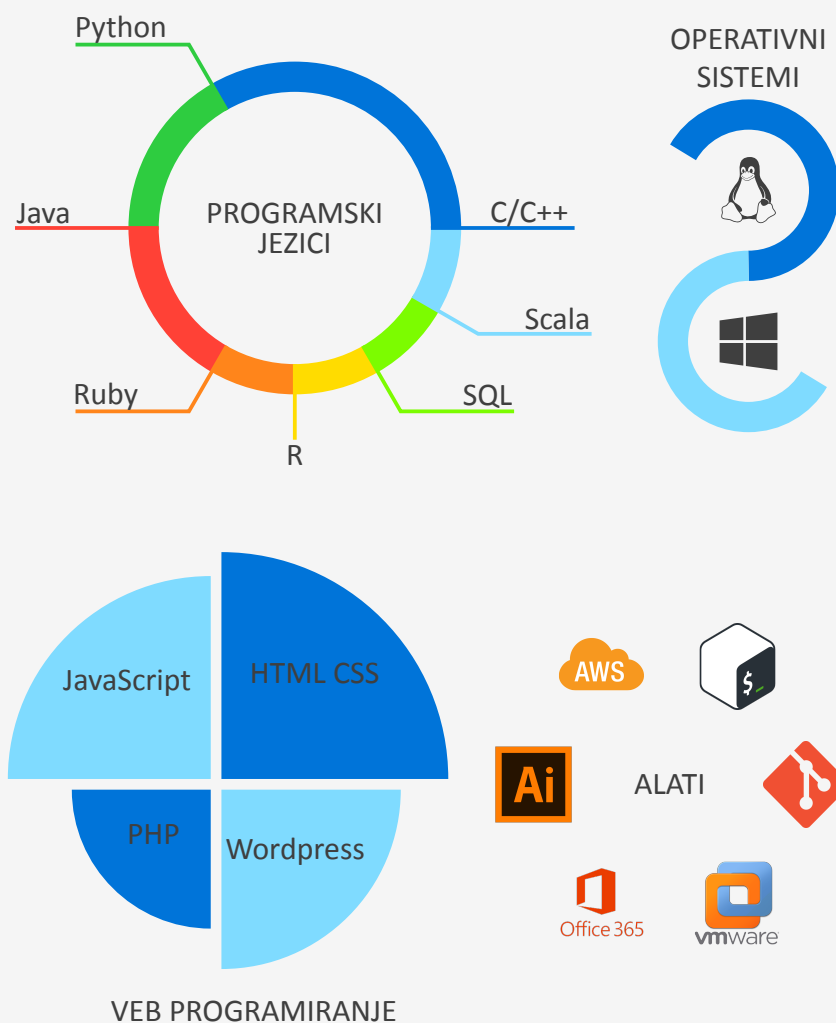 Python
OPERATIVNI
SISTEMI
Java
PROGRAMSKI
JEZICI
C/C++
Scala
Ruby
SQL
R
JavaScript
HTML CSS
AWS
$_
Ai
ALATI
PHP
Wordpress
Office 365
vmware
VEB PROGRAMIRANJE